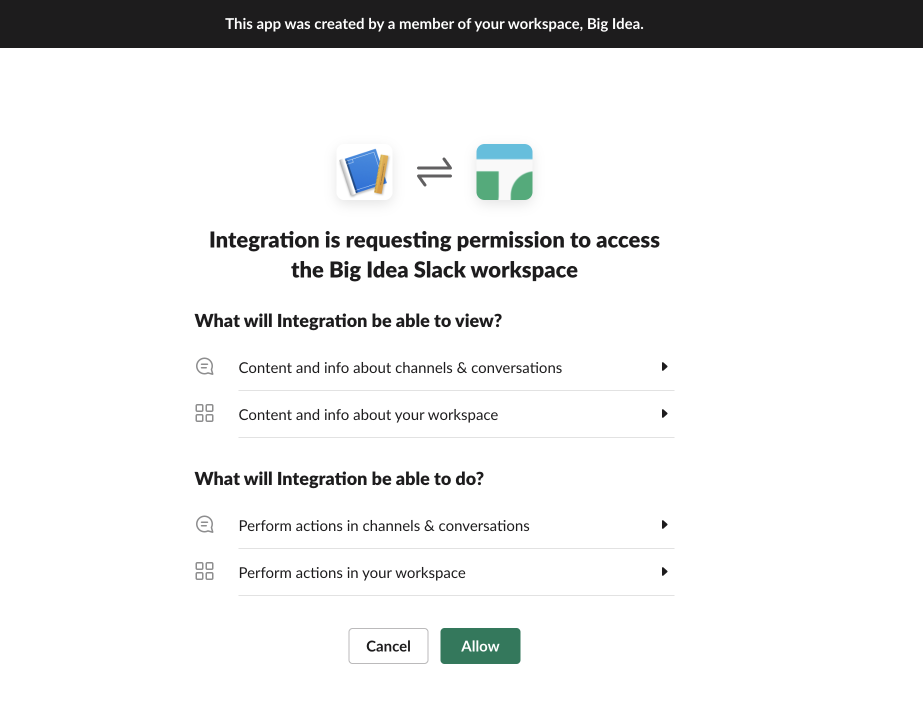 This app was created by a member of your workspace, Big Idea.
Integration is requesting permission to access
the Big Idea Slack workspace
What will Integration be able to view?
Content and info about channels & conversations
Content and info about your workspace
What will Integration be able to do?
Perform actions in channels & conversations
Perform actions in your workspace
Cancel
Allow